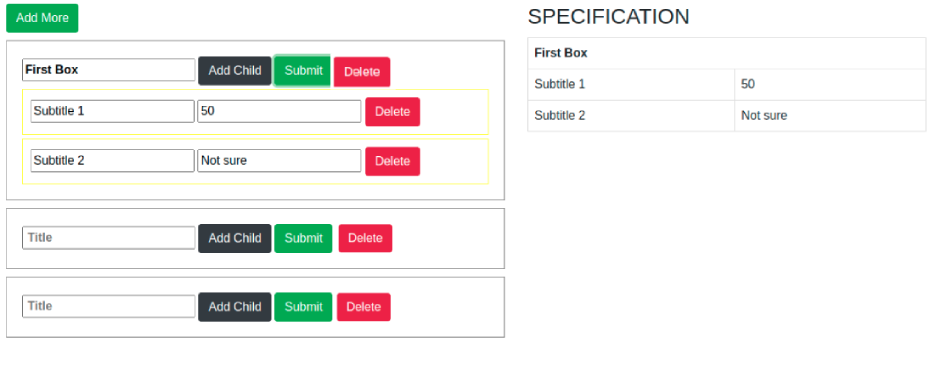 Add More
First Box Add Child Submit Delete
Subtitle 1 50 Delete
Subtitle 2 Not sure Delete
Title Add Child Submit Delete
Title Add Child Submit Delete
SPECIFICATION
First Box
Subtitle 1 50
Subtitle 2 Not sure